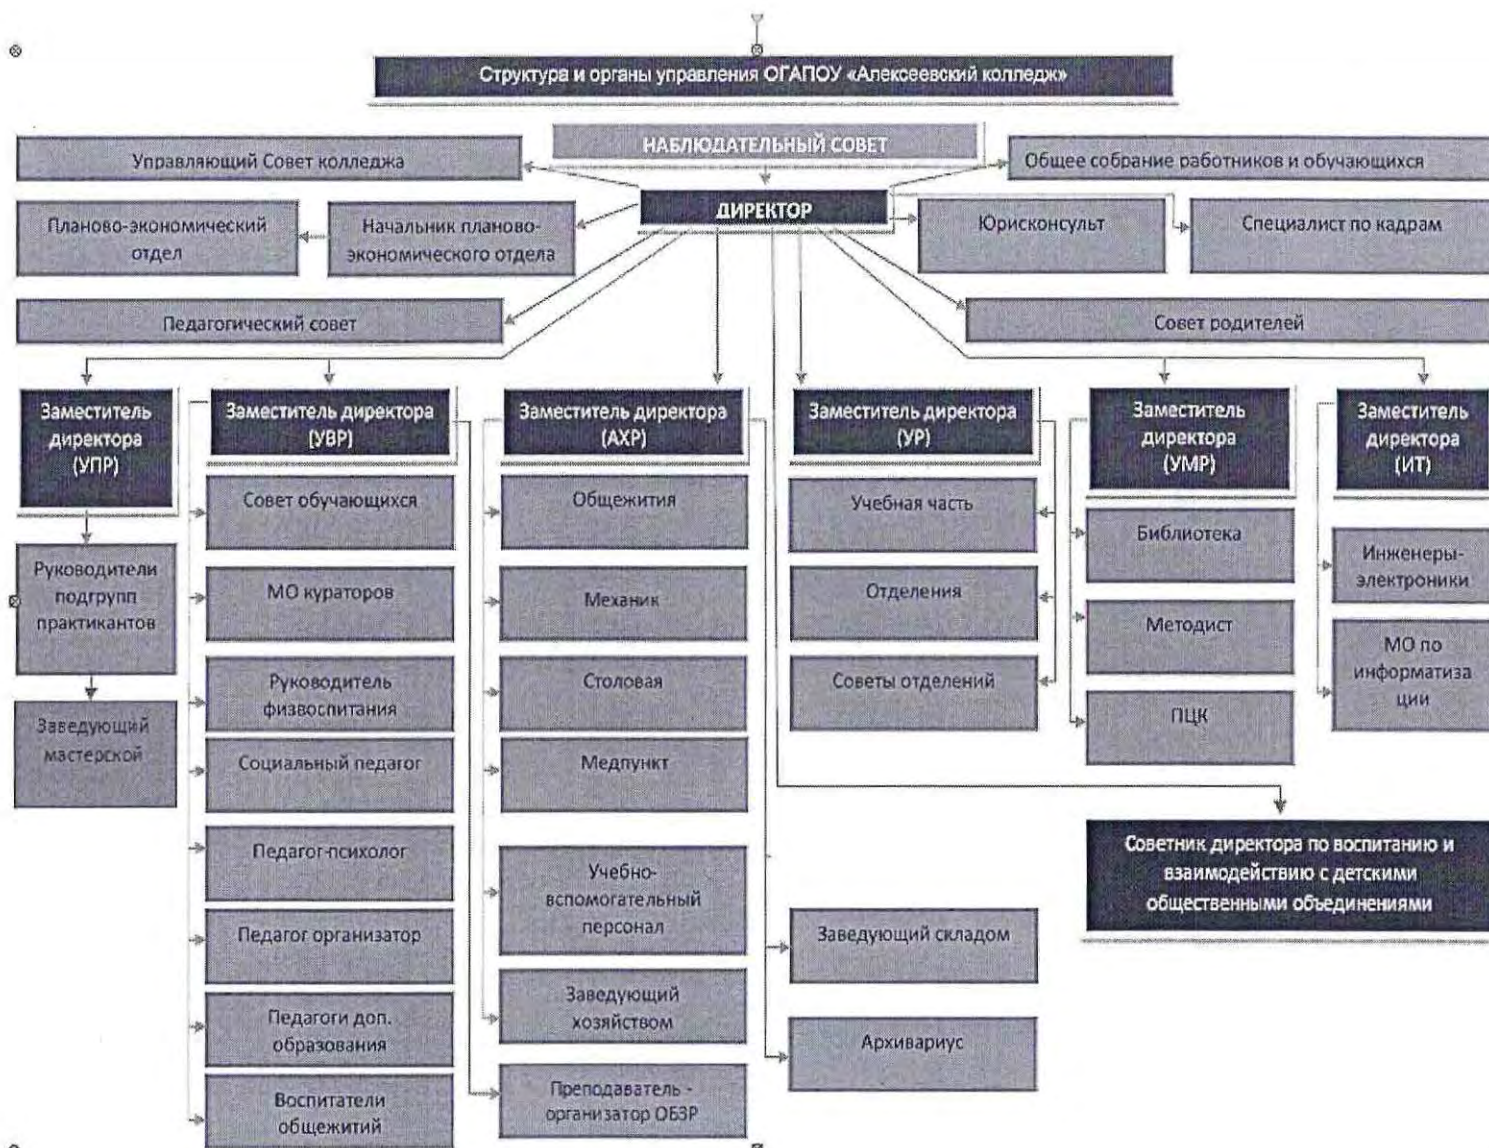 Структура и органы управления ОГАПОУ «Алексеевский колледж»
НАБЛЮДАТЕЛЬНЫЙ СОВЕТ
Управляющий Совет колледжа
Общее собрание работников и обучающихся
ДИРЕКТОР
Планово-экономический
отдел
Начальник планово-
экономического отдела
Юрисконсульт
Специалист по кадрам
Педагогический совет
Совет родителей
Заместитель
директора
(УПР)
Руководители
подгрупп
практикантов
Заведующий
мастерской
Заместитель директора
(УВР)
Совет обучающихся
МО кураторов
Руководитель
физвоспитания
Социальный педагог
Педагог-психолог
Педагог организатор
Педагоги доп.
образования
Воспитатели
общежитий
Заместитель директора
(АХР)
Общежития
Механик
Столовая
Медпункт
Учебно-
вспомогательный
персонал
Заведующий
хозяйством
Преподаватель -
организатор ОБЗР
Заместитель директора
(УР)
Учебная часть
Отделения
Советы отделений
Заведующий складом
Архивариус
Заместитель
директора
(УМР)
Библиотека
Методист
ПЦК
Заместитель
директора
(ИТ)
Инженеры-
электроники
МО по
информатиза
ции
Советник директора по воспитанию и
взаимодействию с детскими
общественными объединениями